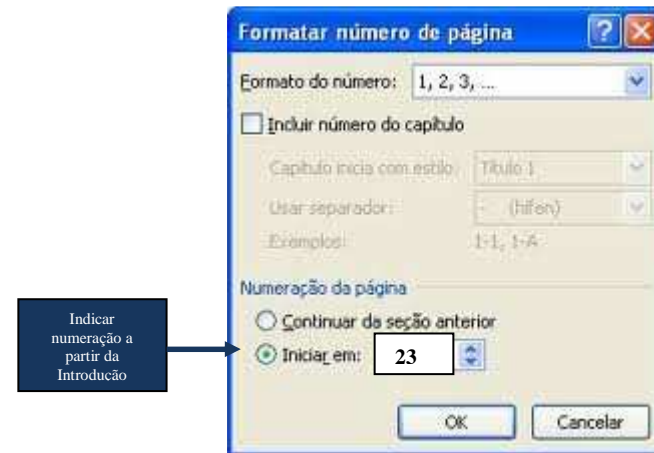 Formatar número de página
Formato do número: 1, 2, 3, ...
Incluir número do capítulo
Capítulo inicia com estilo: Título 1
Usar separador: - (hífen)
Exemplos: 1-1, 1-A
Numeração da página
Continuar da seção anterior
Iniciar em: 23
Indicar
numeração a
partir da
Introdução
OK Cancelar